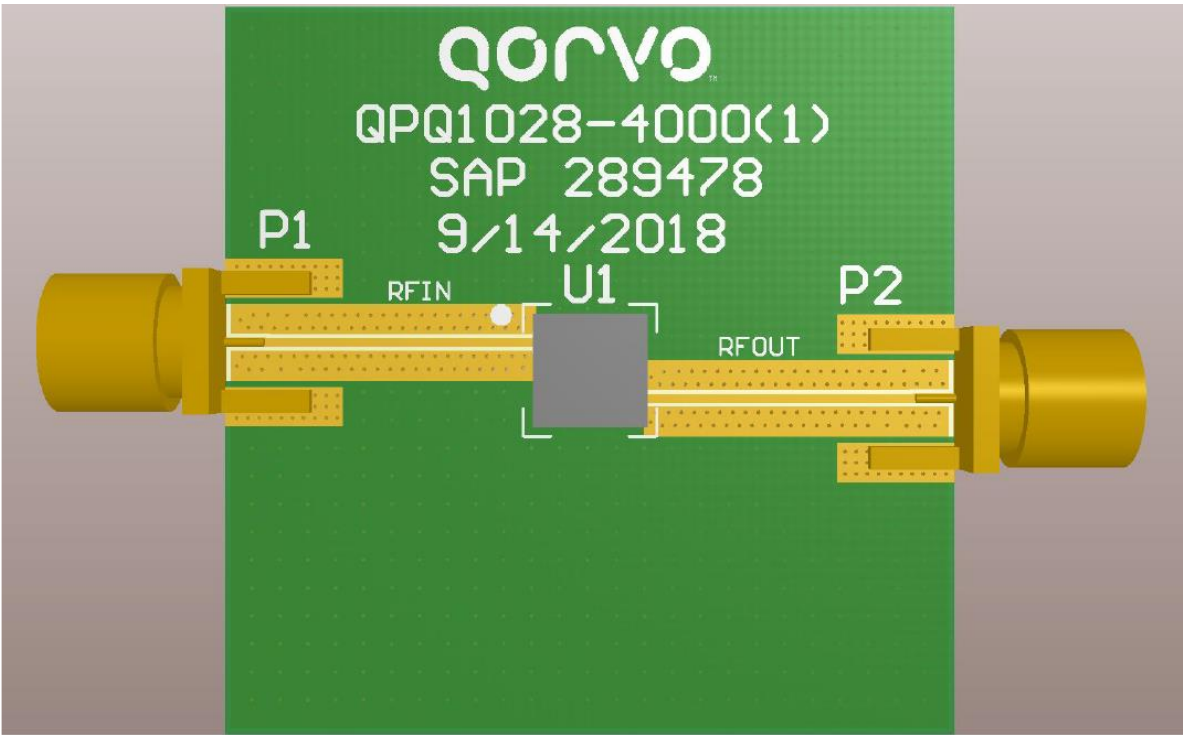 QORVO
QPQ1028-4000(1)
SAP 289478
9/14/2018
P1
RFIN
U1
P2
RFOUT